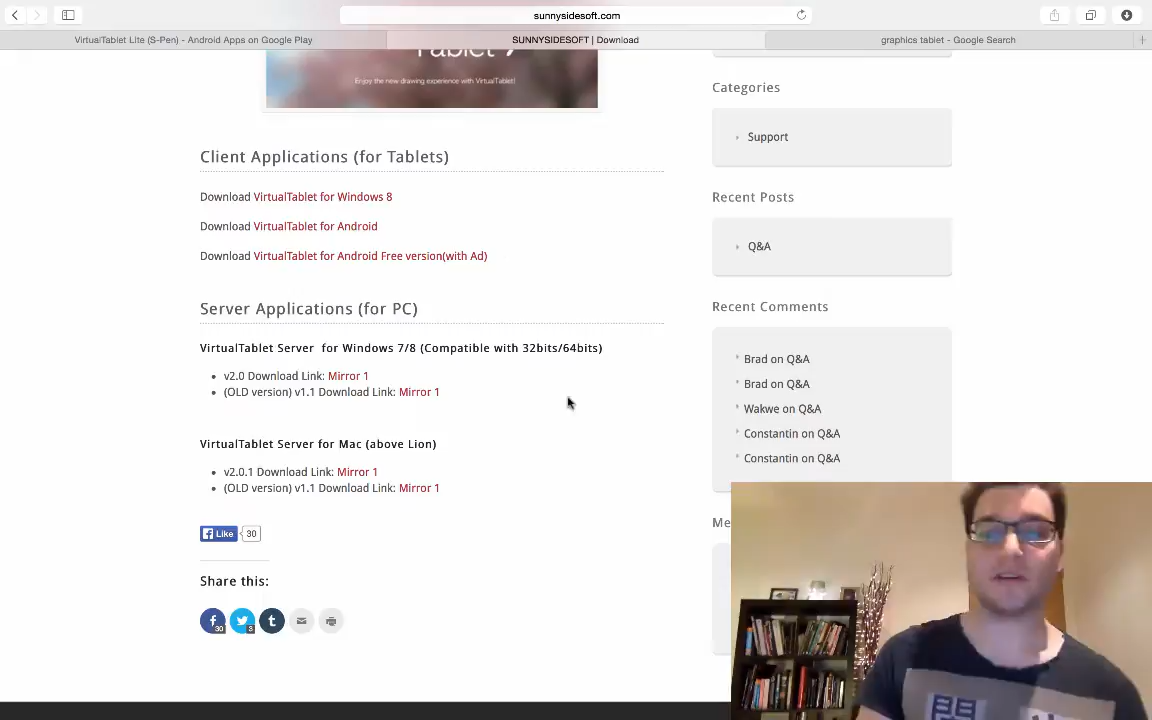 sunnysidesoft.com
VirtualTablet Lite (S-Pen) - Android Apps on Google Play
SUNNYSIDESOFT | Download
graphics tablet - Google Search
Enjoy the new drawing experience with VirtualTablet!
Client Applications (for Tablets)
Download VirtualTablet for Windows 8
Download VirtualTablet for Android
Download VirtualTablet for Android Free version(with Ad)
Server Applications (for PC)
VirtualTablet Server for Windows 7/8 (Compatible with 32bits/64bits)
v2.0 Download Link: Mirror 1
(OLD version) v1.1 Download Link: Mirror 1
VirtualTablet Server for Mac (above Lion)
v2.0.1 Download Link: Mirror 1
(OLD version) v1.1 Download Link: Mirror 1
Like 30
Share this:
30
3
Categories
Support
Recent Posts
Q&A
Recent Comments
Brad on Q&A
Brad on Q&A
Wakwe on Q&A
Constantin on Q&A
Constantin on Q&A
Me